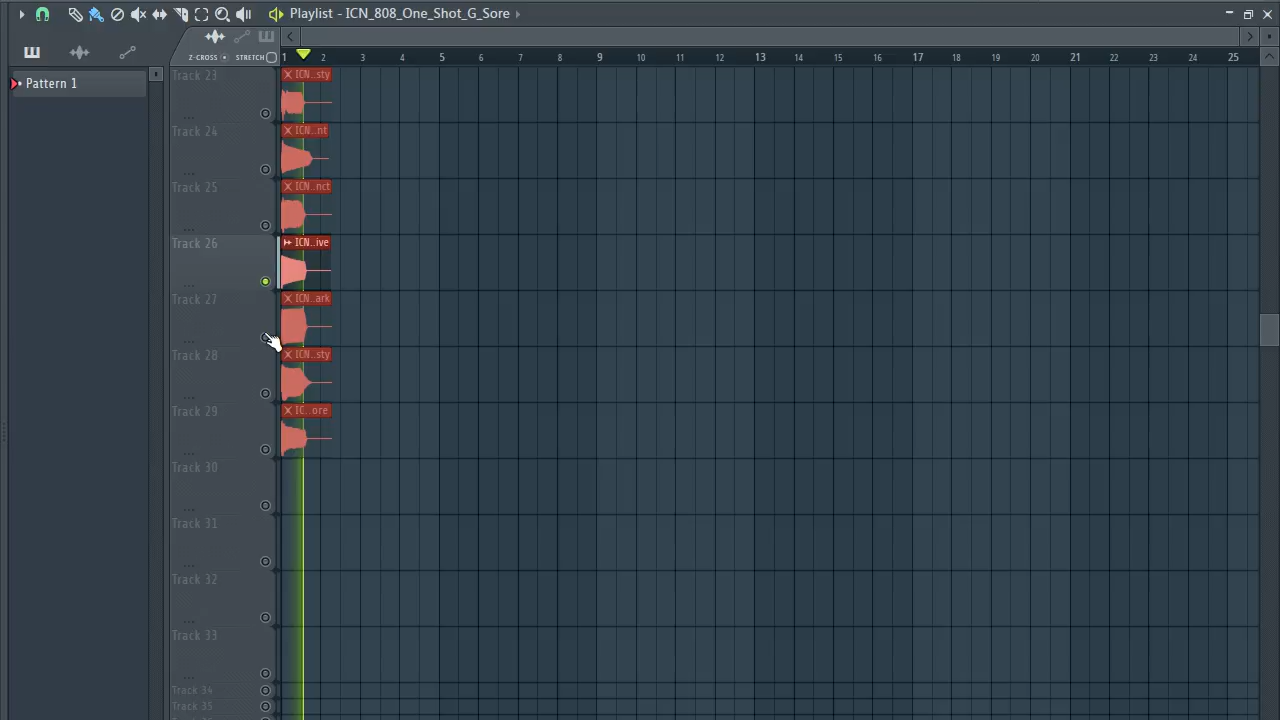 Playlist - ICN_808_One_Shot_G_Sore
Z-CROSS STRETCH
1 2 3 4 5 6 7 8 9 10 11 12 13 14 15 16 17 18 19 20 21 22 23 24 25
Pattern 1
Track 23 ICN..sty
...
Track 24 ICN..nt
...
Track 25 ICN..nct
...
Track 26 ICN..ive
...
Track 27 ICN..ark
Track 28 ICN..sty
...
Track 29 IC..ore
...
Track 30
...
Track 31
...
Track 32
...
Track 33
...
Track 34
Track 35